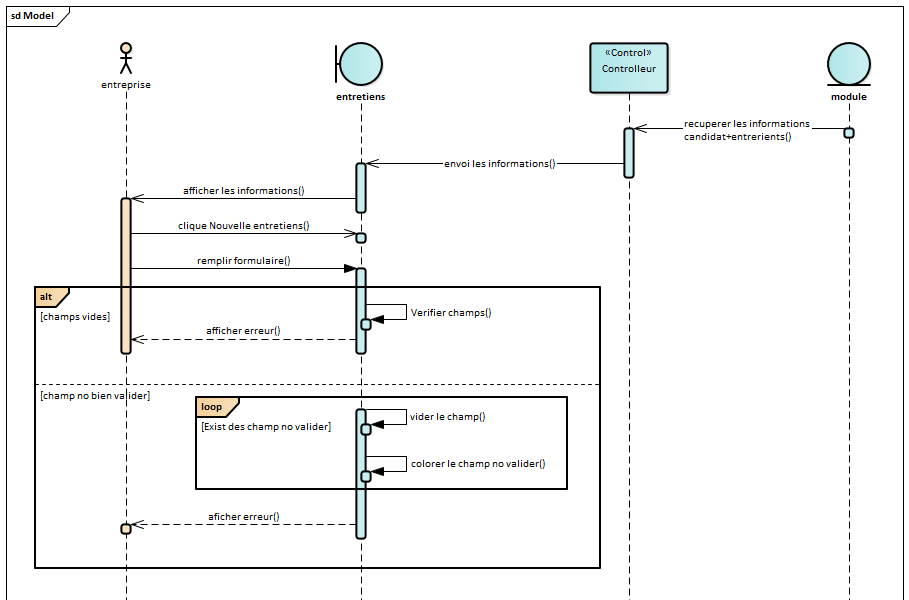 sd Model
«Control»
Controlleur
entreprise
entretiens
module
recuperer les informations
candidat+entrerients()
envoi les informations()
afficher les informations()
clique Nouvelle entretiens()
remplir formulaire()
alt
[champs vides]
Verifier champs()
afficher erreur()
[champ no bien valider]
loop
[Exist des champ no valider]
vider le champ()
colorer le champ no valider()
aficher erreur()